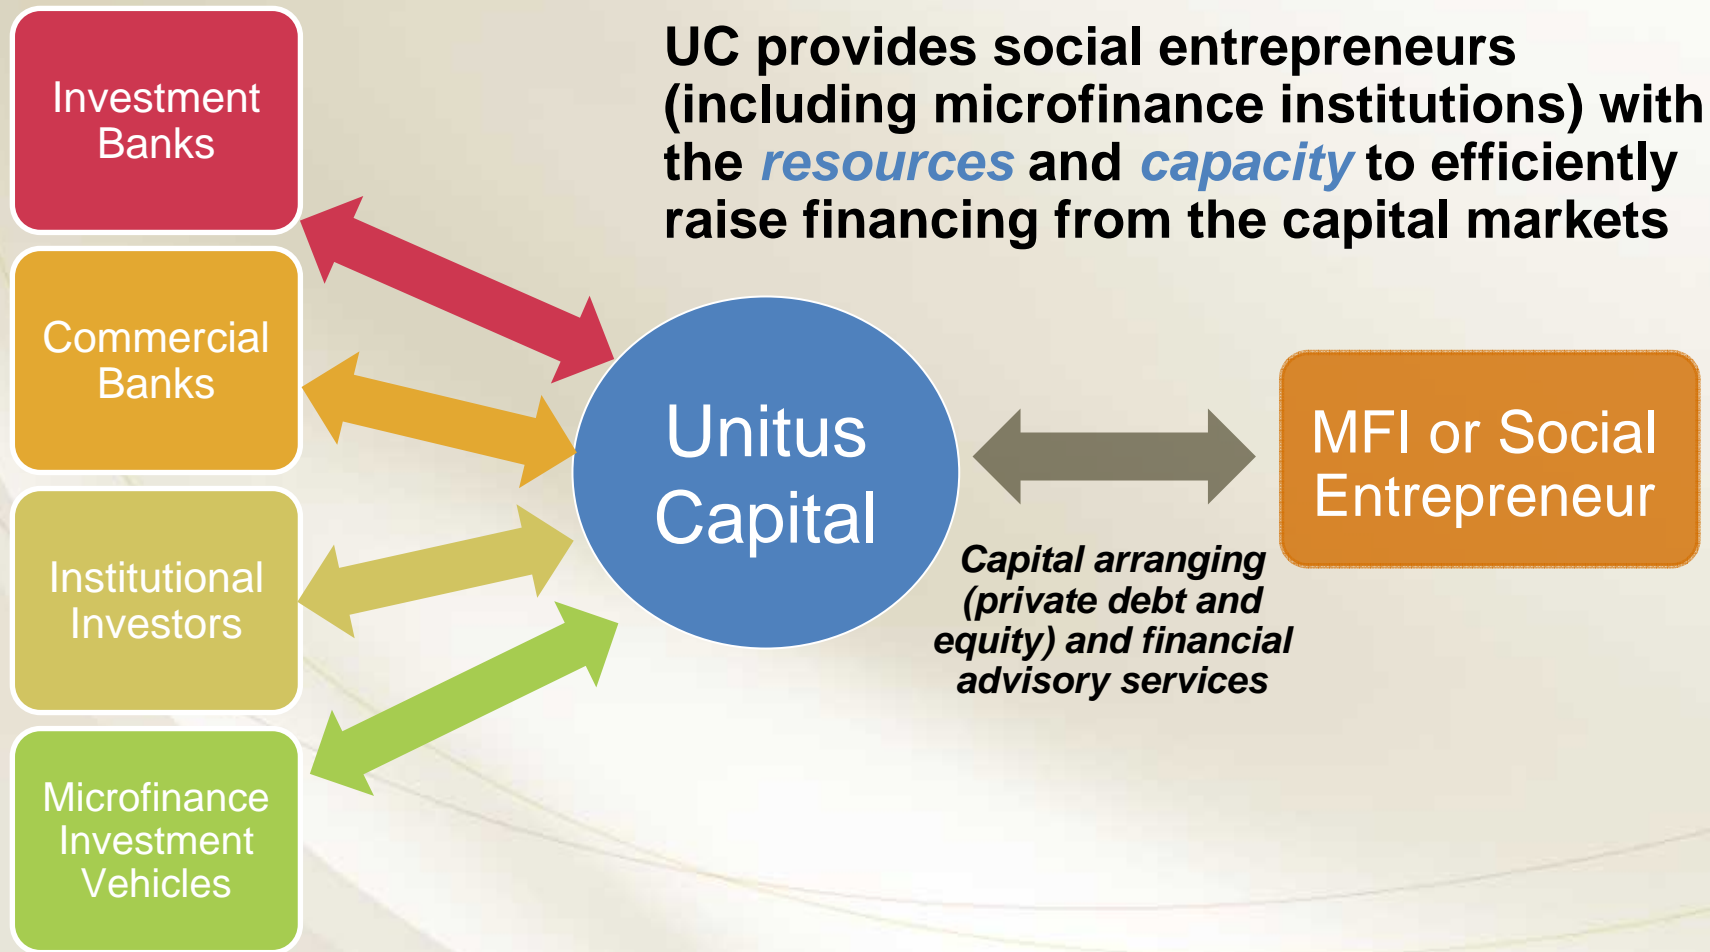 UC provides social entrepreneurs
(including microfinance institutions) with
the resources and capacity to efficiently
raise financing from the capital markets
Investment
Banks
Commercial
Banks
Institutional
Investors
Microfinance
Investment
Vehicles
Unitus
Capital
Capital arranging
(private debt and
equity) and financial
advisory services
MFI or Social
Entrepreneur